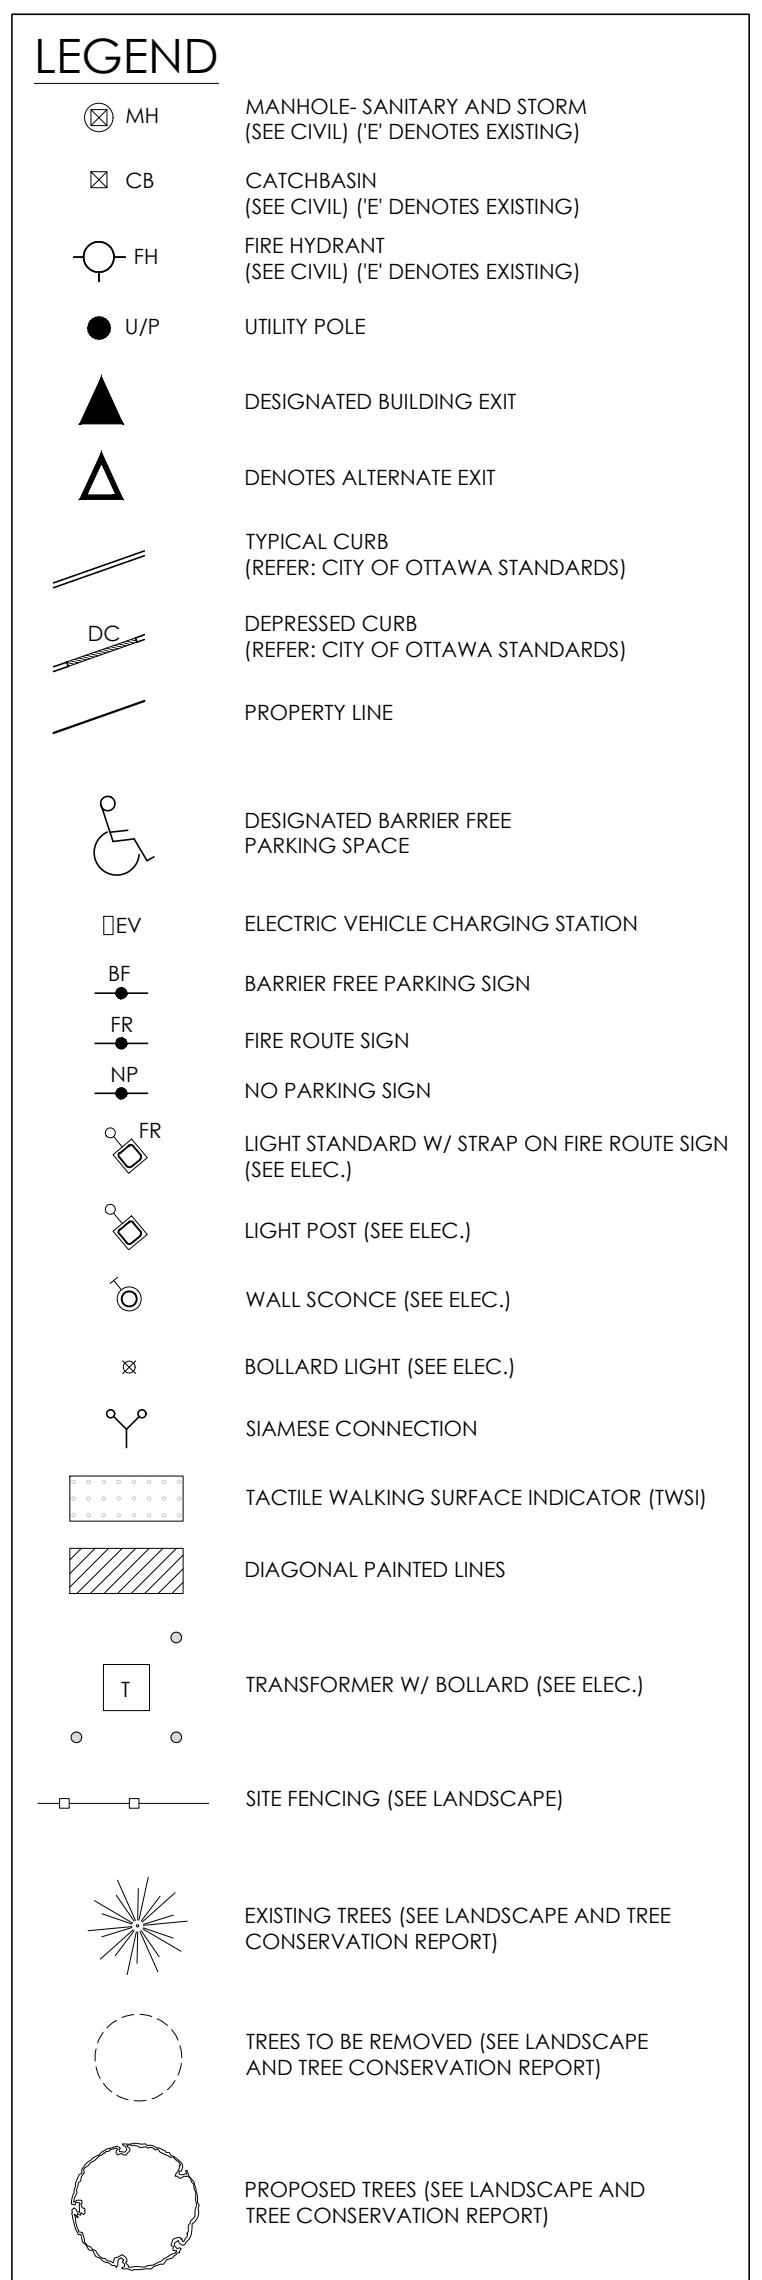 LEGEND
MH MANHOLE- SANITARY AND STORM
(SEE CIVIL) ('E' DENOTES EXISTING)
CB CATCHBASIN
(SEE CIVIL) ('E' DENOTES EXISTING)
FH FIRE HYDRANT
(SEE CIVIL) ('E' DENOTES EXISTING)
U/P UTILITY POLE
DESIGNATED BUILDING EXIT
DENOTES ALTERNATE EXIT
TYPICAL CURB
(REFER: CITY OF OTTAWA STANDARDS)
DC DEPRESSED CURB
(REFER: CITY OF OTTAWA STANDARDS)
PROPERTY LINE
DESIGNATED BARRIER FREE
PARKING SPACE
EV ELECTRIC VEHICLE CHARGING STATION
BF BARRIER FREE PARKING SIGN
FR FIRE ROUTE SIGN
NP NO PARKING SIGN
FR LIGHT STANDARD W/ STRAP ON FIRE ROUTE SIGN
(SEE ELEC.)
LIGHT POST (SEE ELEC.)
WALL SCONCE (SEE ELEC.)
BOLLARD LIGHT (SEE ELEC.)
SIAMESE CONNECTION
TACTILE WALKING SURFACE INDICATOR (TWSI)
DIAGONAL PAINTED LINES
T TRANSFORMER W/ BOLLARD (SEE ELEC.)
SITE FENCING (SEE LANDSCAPE)
EXISTING TREES (SEE LANDSCAPE AND TREE
CONSERVATION REPORT)
TREES TO BE REMOVED (SEE LANDSCAPE
AND TREE CONSERVATION REPORT)
PROPOSED TREES (SEE LANDSCAPE AND
TREE CONSERVATION REPORT)